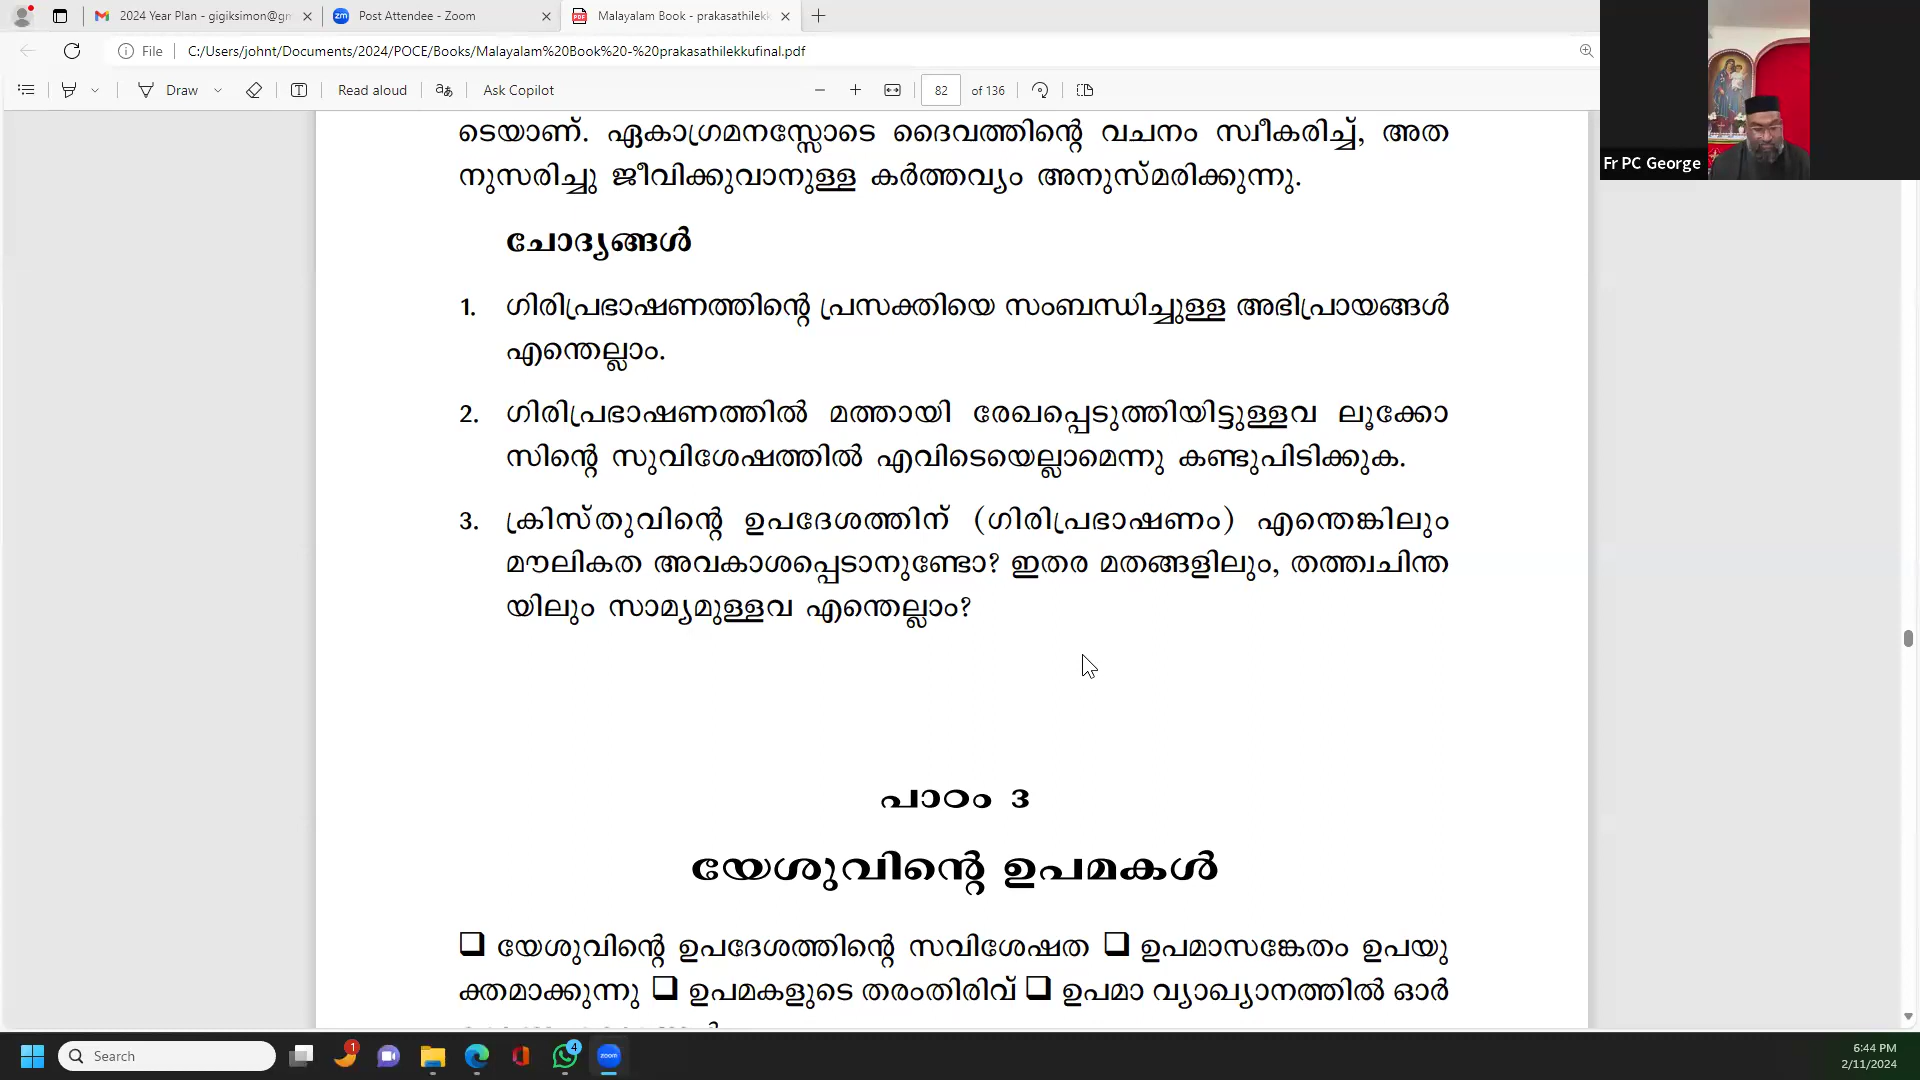 2024 Year Plan - gigiksimon@gm
Post Attendee - Zoom
Malayalam Book - prakasathilekk
File
C:/Users/johnt/Documents/2024/POCE/Books/Malayalam%20Book%20-%20prakasathilekkufinal.pdf
Draw
Read aloud
Ask Copilot
82 of 136
Fr PC George
ടെയാണ്. ഏകാഗ്രമനസ്സോടെ ദൈവത്തിന്റെ വചനം സ്വീകരിച്ച്, അത
നുസരിച്ചു ജീവിക്കുവാനുള്ള കർത്തവ്യം അനുസ്മരിക്കുന്നു.
ചോദ്യങ്ങൾ
1. ഗിരിപ്രഭാഷണത്തിന്റെ പ്രസക്തിയെ സംബന്ധിച്ചുള്ള അഭിപ്രായങ്ങൾ
എന്തെല്ലാം.
2. ഗിരിപ്രഭാഷണത്തിൽ മത്തായി രേഖപ്പെടുത്തിയിട്ടുള്ളവ ലൂക്കോ
സിന്റെ സുവിശേഷത്തിൽ എവിടെയെല്ലാമെന്നു കണ്ടുപിടിക്കുക.
3. ക്രിസ്തുവിന്റെ ഉപദേശത്തിന് (ഗിരിപ്രഭാഷണം) എന്തെങ്കിലും
മൗലികത അവകാശപ്പെടാനുണ്ടോ? ഇതര മതങ്ങളിലും, തത്ത്വചിന്ത
യിലും സാമ്യമുള്ളവ എന്തെല്ലാം?
പാഠം 3
യേശുവിന്റെ ഉപമകൾ
❑ യേശുവിന്റെ ഉപദേശത്തിന്റെ സവിശേഷത ❑ ഉപമാസങ്കേതം ഉപയു
ക്തമാക്കുന്നു ❑ ഉപമകളുടെ തരംതിരിവ് ❑ ഉപമാ വ്യാഖ്യാനത്തിൽ ഓർ
Search
1
4
zoom
6:44 PM
2/11/2024